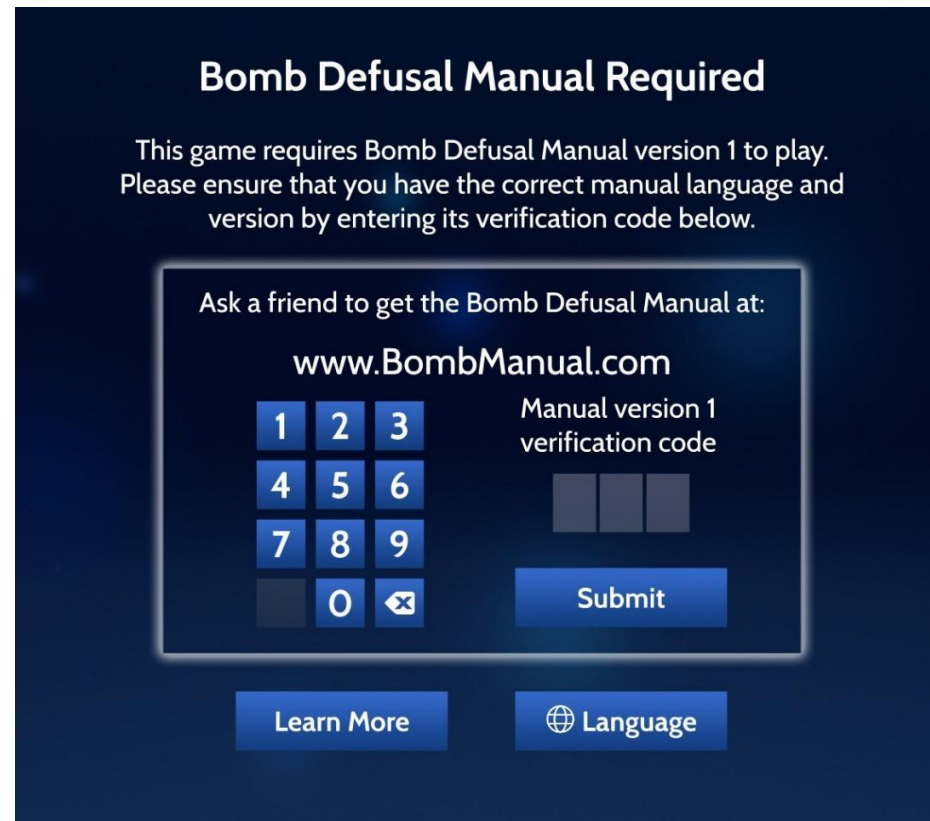 Bomb Defusal Manual Required
This game requires Bomb Defusal Manual version 1 to play.
Please ensure that you have the correct manual language and
version by entering its verification code below.
Ask a friend to get the Bomb Defusal Manual at:
www.BombManual.com
1 2 3
4 5 6
7 8 9
0
Manual version 1
verification code
Submit
Learn More
Language